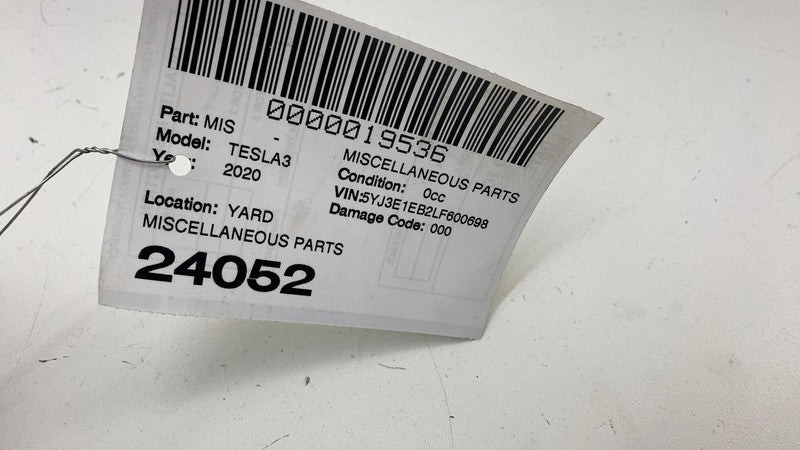 0000019536
Part: MIS -
MISCELLANEOUS PARTS
Model: TESLA3
Condition: 0cc
2020
VIN:5YJ3E1EB2LF600698
Damage Code: 000
Location: YARD
MISCELLANEOUS PARTS
24052